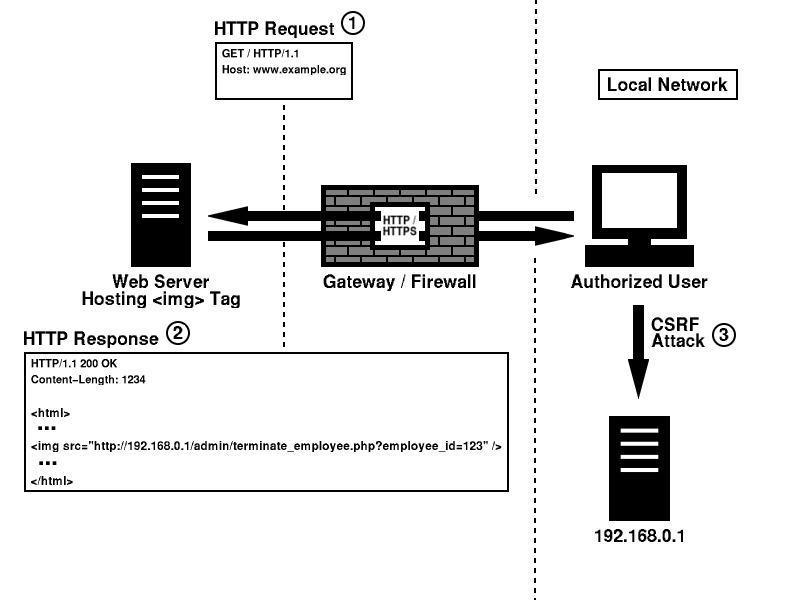 HTTP Request 1
GET / HTTP/1.1
Host: www.example.org
Local Network
HTTP /
HTTPS
Web Server
Hosting <img> Tag
Gateway / Firewall
Authorized User
HTTP Response 2
HTTP/1.1 200 OK
Content-Length: 1234
<html>
...
<img src="http://192.168.0.1/admin/terminate_employee.php?employee_id=123" />
...
</html>
CSRF
Attack 3
192.168.0.1